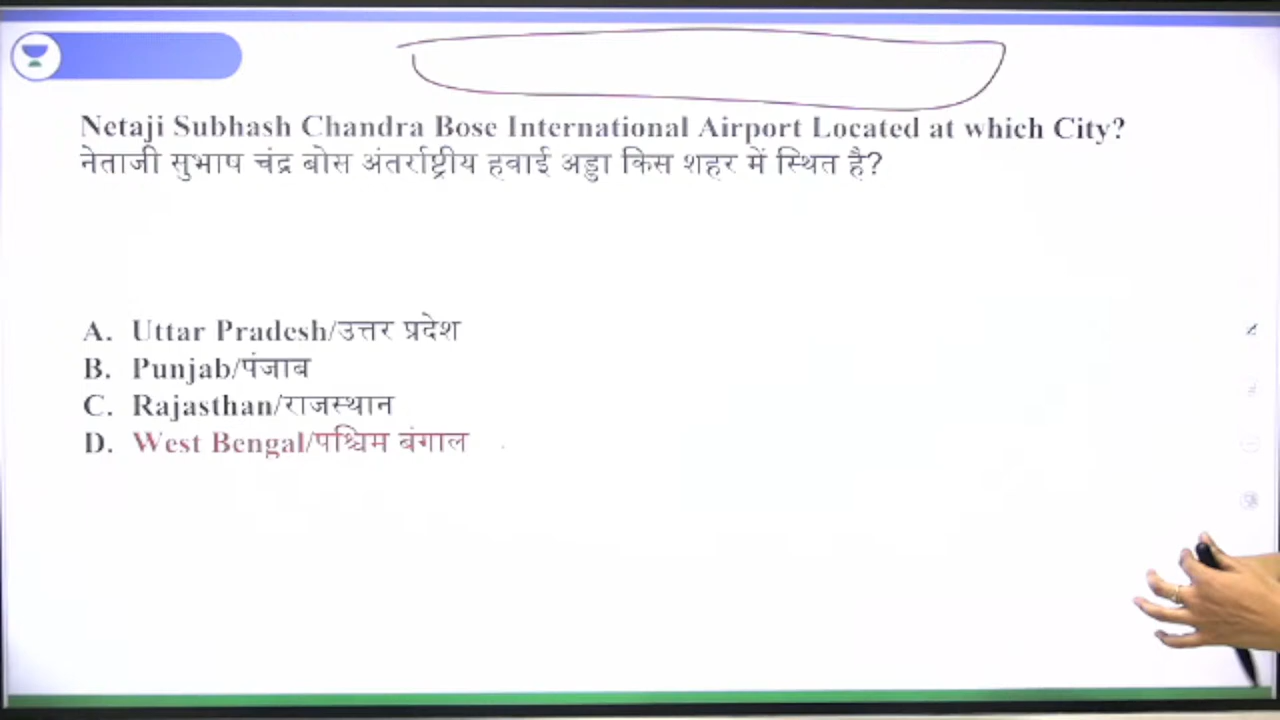 Netaji Subhash Chandra Bose International Airport Located at which City?
नेताजी सुभाष चंद्र बोस अंतर्राष्ट्रीय हवाई अड्डा किस शहर में स्थित है?
A. Uttar Pradesh/उत्तर प्रदेश
B. Punjab/पंजाब
C. Rajasthan/राजस्थान
D. West Bengal/पश्चिम बंगाल